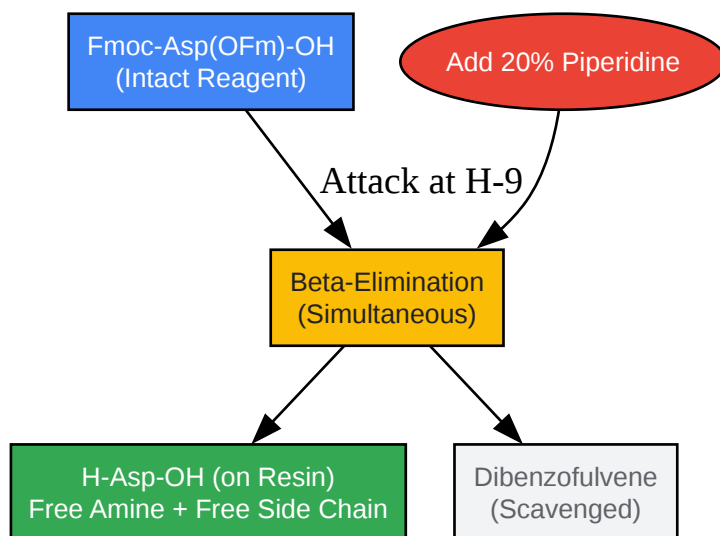 Fmoc-Asp(OFm)-OH
(Intact Reagent)
Add 20% Piperidine
Attack at H-9
Beta-Elimination
(Simultaneous)
H-Asp-OH (on Resin)
Free Amine + Free Side Chain
Dibenzofulvene
(Scavenged)